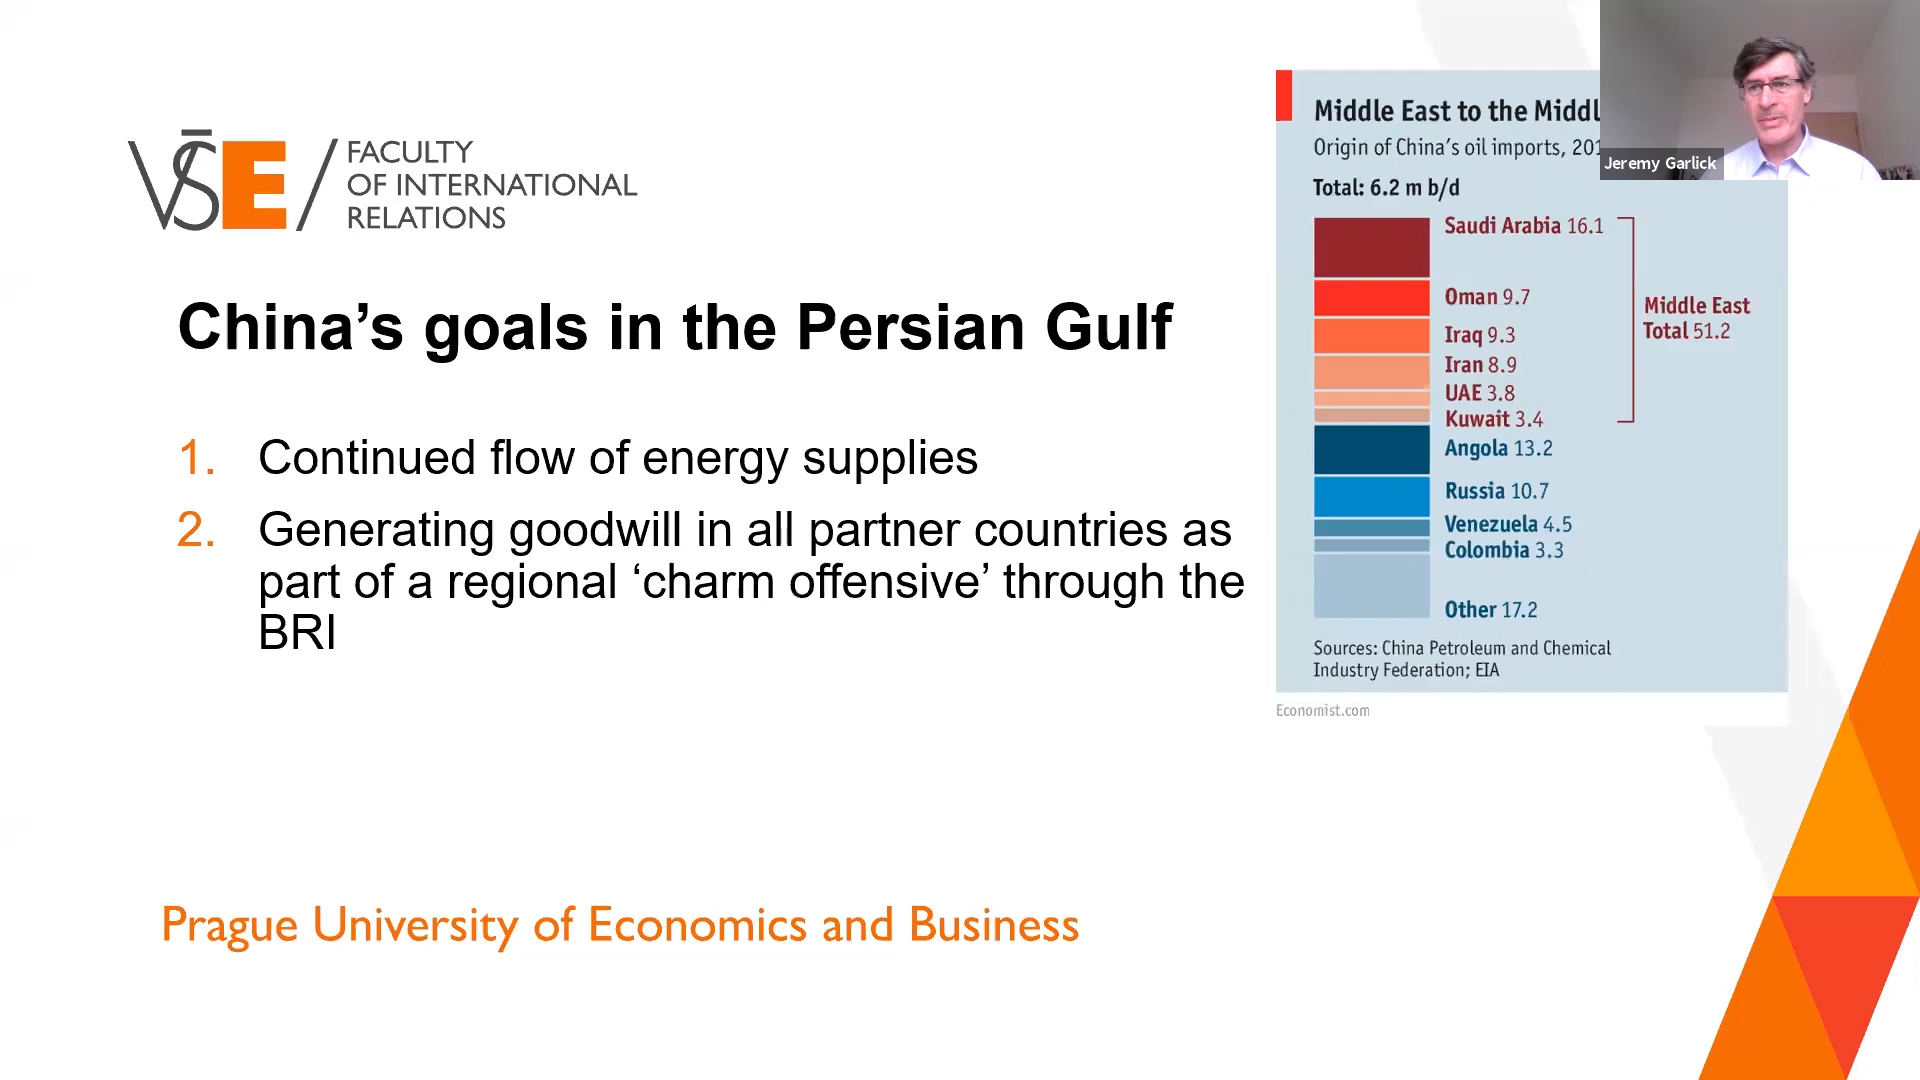 VŠE / FACULTY
OF INTERNATIONAL
RELATIONS
China’s goals in the Persian Gulf
1. Continued flow of energy supplies
2. Generating goodwill in all partner countries as
part of a regional ‘charm offensive’ through the
BRI
Prague University of Economics and Business
Middle East to the Middl
Origin of China’s oil imports, 201
Total: 6.2 m b/d
Saudi Arabia 16.1
Oman 9.7
Iraq 9.3
Iran 8.9
UAE 3.8
Kuwait 3.4
Middle East
Total 51.2
Angola 13.2
Russia 10.7
Venezuela 4.5
Colombia 3.3
Other 17.2
Sources: China Petroleum and Chemical
Industry Federation; EIA
Economist.com
Jeremy Garlick